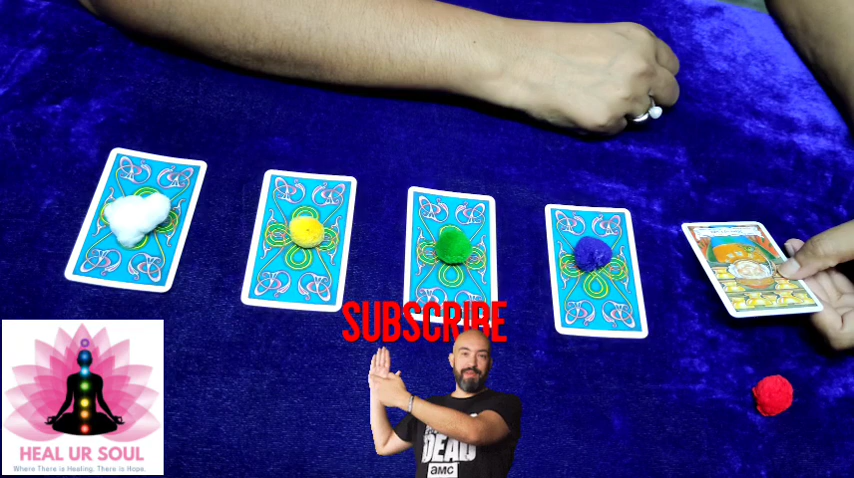 SUBSCRIBE
DEAD
amc
HEAL UR SOUL
Where There is Healing. There is Hope.